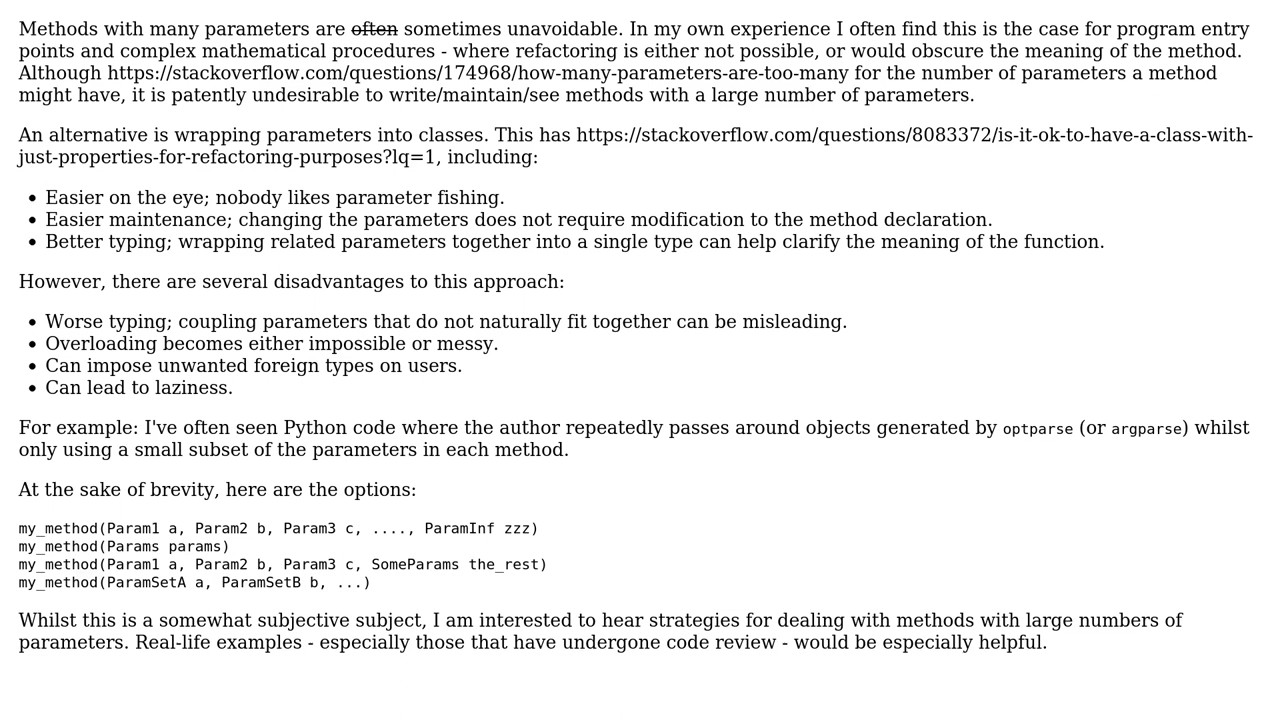 Methods with many parameters are often sometimes unavoidable. In my own experience I often find this is the case for program entry
points and complex mathematical procedures - where refactoring is either not possible, or would obscure the meaning of the method.
Although https://stackoverflow.com/questions/174968/how-many-parameters-are-too-many for the number of parameters a method
might have, it is patently undesirable to write/maintain/see methods with a large number of parameters.
An alternative is wrapping parameters into classes. This has https://stackoverflow.com/questions/8083372/is-it-ok-to-have-a-class-with-
just-properties-for-refactoring-purposes?lq=1, including:
• Easier on the eye; nobody likes parameter fishing.
• Easier maintenance; changing the parameters does not require modification to the method declaration.
• Better typing; wrapping related parameters together into a single type can help clarify the meaning of the function.
However, there are several disadvantages to this approach:
• Worse typing; coupling parameters that do not naturally fit together can be misleading.
• Overloading becomes either impossible or messy.
• Can impose unwanted foreign types on users.
• Can lead to laziness.
For example: I've often seen Python code where the author repeatedly passes around objects generated by optparse (or argparse) whilst
only using a small subset of the parameters in each method.
At the sake of brevity, here are the options:
my_method(Param1 a, Param2 b, Param3 c, ...., ParamInf zzz)
my_method(Params params)
my_method(Param1 a, Param2 b, Param3 c, SomeParams the_rest)
my_method(ParamSetA a, ParamSetB b, ...)
Whilst this is a somewhat subjective subject, I am interested to hear strategies for dealing with methods with large numbers of
parameters. Real-life examples - especially those that have undergone code review - would be especially helpful.